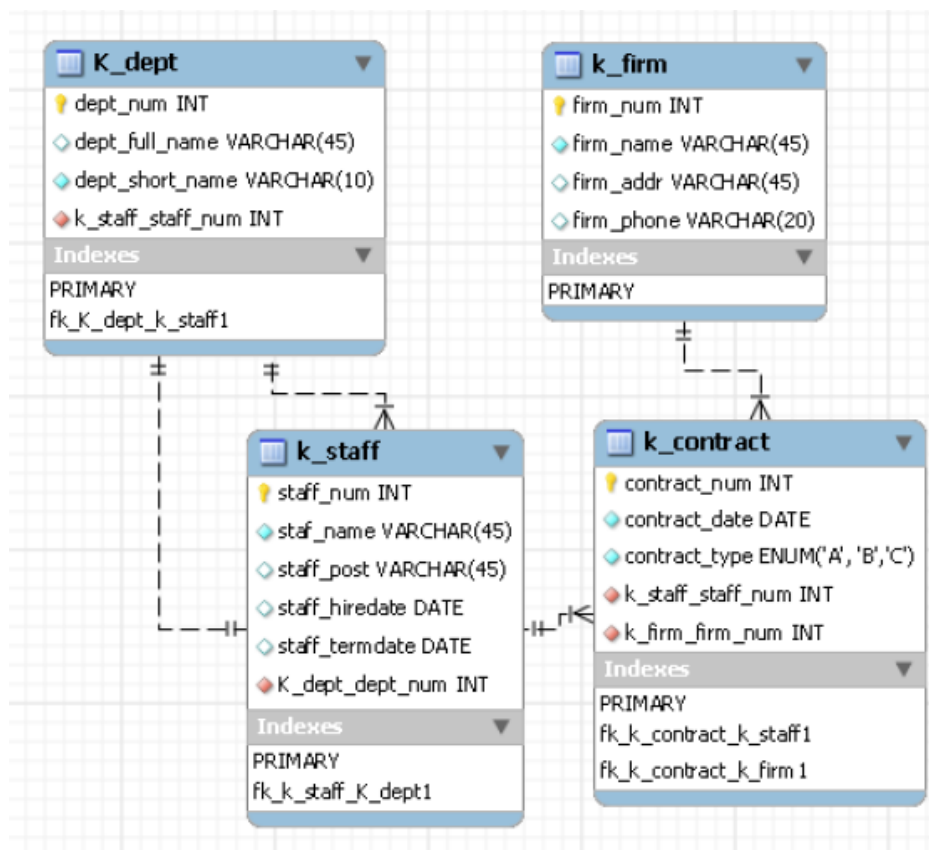 K_dept
dept_num INT
dept_full_name VARCHAR(45)
dept_short_name VARCHAR(10)
k_staff_staff_num INT
Indexes
PRIMARY
fk_K_dept_k_staff1
k_firm
firm_num INT
firm_name VARCHAR(45)
firm_addr VARCHAR(45)
firm_phone VARCHAR(20)
Indexes
PRIMARY
k_staff
staff_num INT
staf_name VARCHAR(45)
staff_post VARCHAR(45)
staff_hiredate DATE
staff_termdate DATE
K_dept_dept_num INT
Indexes
PRIMARY
fk_k_staff_K_dept1
k_contract
contract_num INT
contract_date DATE
contract_type ENUM('A', 'B','C')
k_staff_staff_num INT
k_firm_firm_num INT
Indexes
PRIMARY
fk_k_contract_k_staff1
fk_k_contract_k_firm1